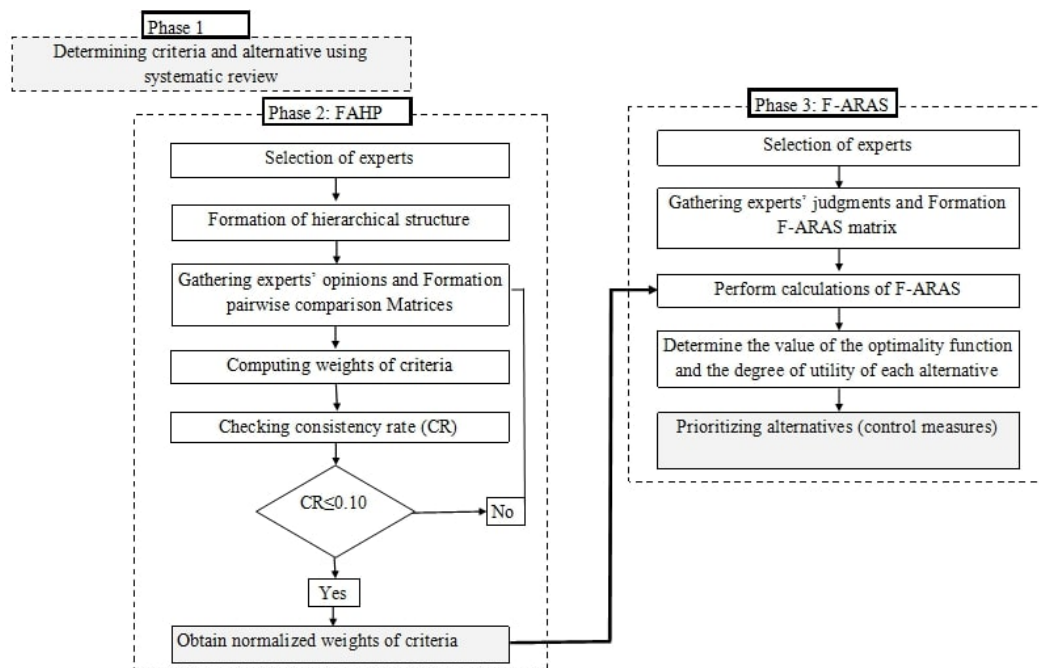 Phase 1
Determining criteria and alternative using
systematic review
Phase 2: FAHP
Selection of experts
Formation of hierarchical structure
Gathering experts’ opinions and Formation
pairwise comparison Matrices
Computing weights of criteria
Checking consistency rate (CR)
CR≤0.10
No
Yes
Obtain normalized weights of criteria
Phase 3: F-ARAS
Selection of experts
Gathering experts’ judgments and Formation
F-ARAS matrix
Perform calculations of F-ARAS
Determine the value of the optimality function
and the degree of utility of each alternative
Prioritizing alternatives (control measures)